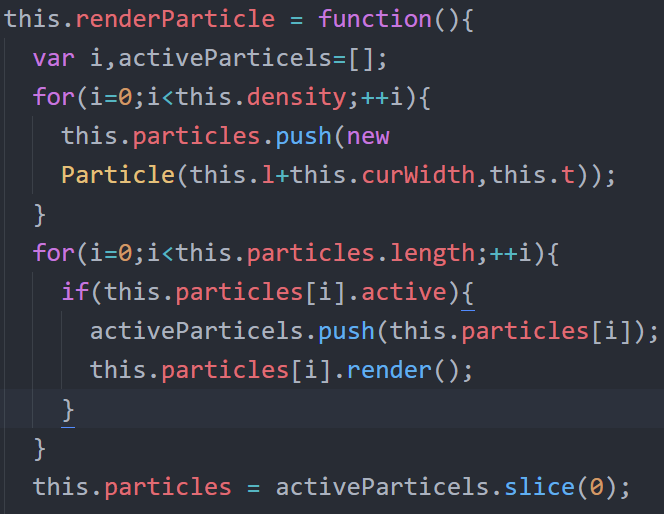 this.renderParticle = function(){
var i,activeParticels=[];
for(i=0;i<this.density;++i){
this.particles.push(new
Particle(this.l+this.curWidth,this.t));
}
for(i=0;i<this.particles.length;++i){
if(this.particles[i].active){
activeParticels.push(this.particles[i]);
this.particles[i].render();
}
}
this.particles = activeParticels.slice(0);